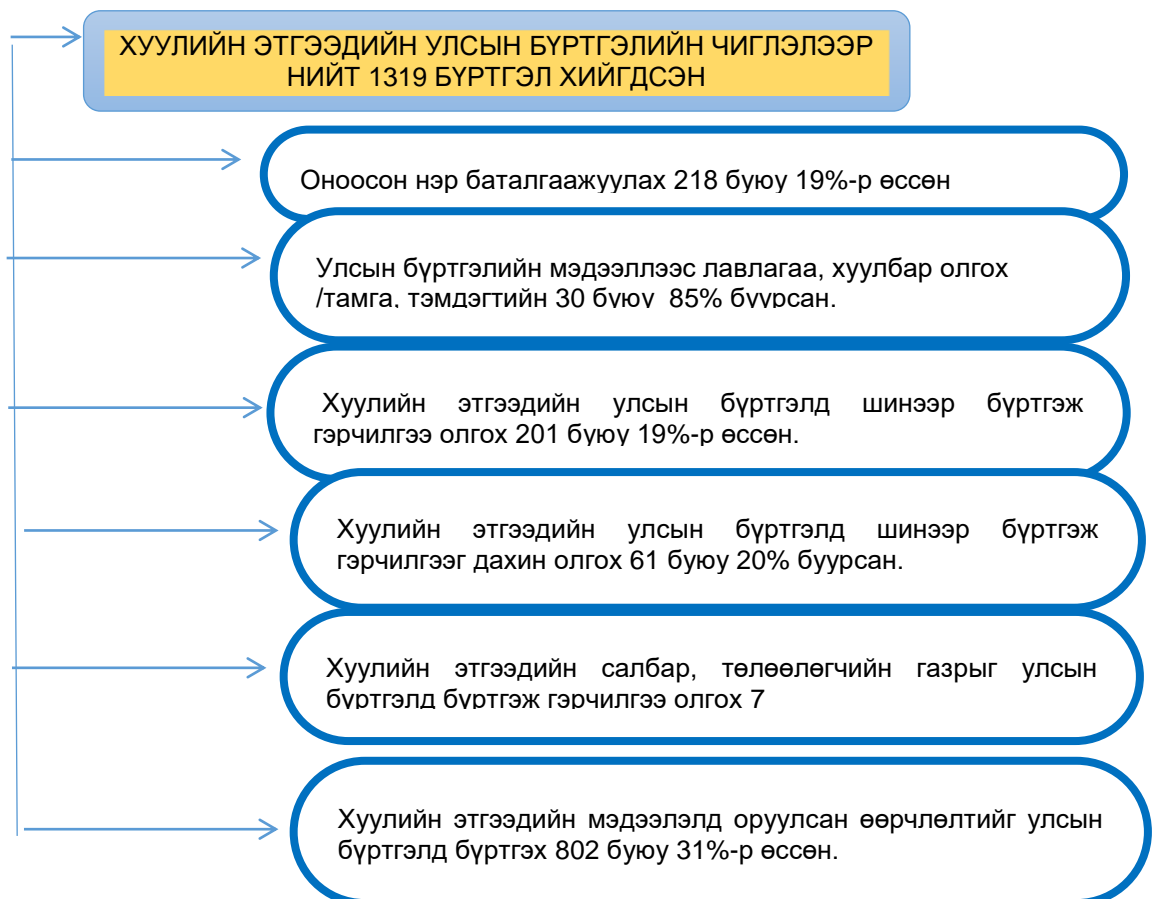 ХУУЛИЙН ЭТГЭЭДИЙН УЛСЫН БҮРТГЭЛИЙН ЧИГЛЭЛЭЭР
НИЙТ 1319 БҮРТГЭЛ ХИЙГДСЭН
Оноосон нэр баталгаажуулах 218 буюу 19%-р өссөн
Улсын бүртгэлийн мэдээллээс лавлагаа, хуулбар олгох
/тамга, тэмдэгтийн 30 буюу 85% буурсан.
Хуулийн этгээдийн улсын бүртгэлд шинээр бүртгэж
гэрчилгээ олгох 201 буюу 19%-р өссөн.
Хуулийн этгээдийн улсын бүртгэлд шинээр бүртгэж
гэрчилгээг дахин олгох 61 буюу 20% буурсан.
Хуулийн этгээдийн салбар, төлөөлөгчийн газрыг улсын
бүртгэлд бүртгэж гэрчилгээ олгох 7
Хуулийн этгээдийн мэдээлэлд оруулсан өөрчлөлтийг улсын
бүртгэлд бүртгэх 802 буюу 31%-р өссөн.